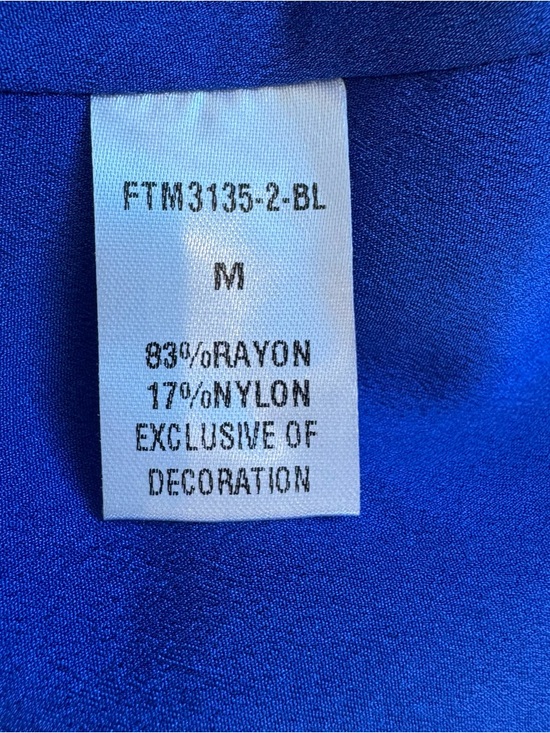 FTM3135-2-BL
M
83%RAYON
17%NYLON
EXCLUSIVE OF
DECORATION